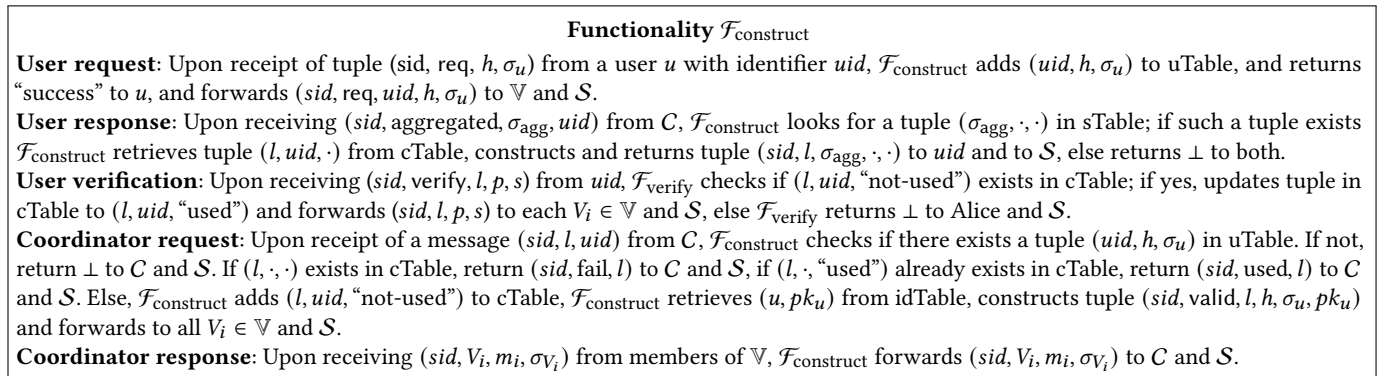 Functionality ℱconstruct
User request: Upon receipt of tuple (sid, req, h, σu) from a user u with identifier uid, ℱconstruct adds (uid, h, σu) to uTable, and returns
“success” to u, and forwards (sid, req, uid, h, σu) to 𝕍 and 𝒮.
User response: Upon receiving (sid, aggregated, σagg, uid) from 𝒞, ℱconstruct looks for a tuple (σagg, ·, ·) in sTable; if such a tuple exists
ℱconstruct retrieves tuple (l, uid, ·) from cTable, constructs and returns tuple (sid, l, σagg, ·, ·) to uid and to 𝒮, else returns ⊥ to both.
User verification: Upon receiving (sid, verify, l, p, s) from uid, ℱverify checks if (l, uid, “not-used”) exists in cTable; if yes, updates tuple in
cTable to (l, uid, “used”) and forwards (sid, l, p, s) to each Vi ∈ 𝕍 and 𝒮, else ℱverify returns ⊥ to Alice and 𝒮.
Coordinator request: Upon receipt of a message (sid, l, uid) from 𝒞, ℱconstruct checks if there exists a tuple (uid, h, σu) in uTable. If not,
return ⊥ to 𝒞 and 𝒮. If (l, ·, ·) exists in cTable, return (sid, fail, l) to 𝒞 and 𝒮, if (l, ·, “used”) already exists in cTable, return (sid, used, l) to 𝒞
and 𝒮. Else, ℱconstruct adds (l, uid, “not-used”) to cTable, ℱconstruct retrieves (u, pku) from idTable, constructs tuple (sid, valid, l, h, σu, pku)
and forwards to all Vi ∈ 𝕍 and 𝒮.
Coordinator response: Upon receiving (sid, Vi, mi, σVi) from members of 𝕍, ℱconstruct forwards (sid, Vi, mi, σVi) to 𝒞 and 𝒮.